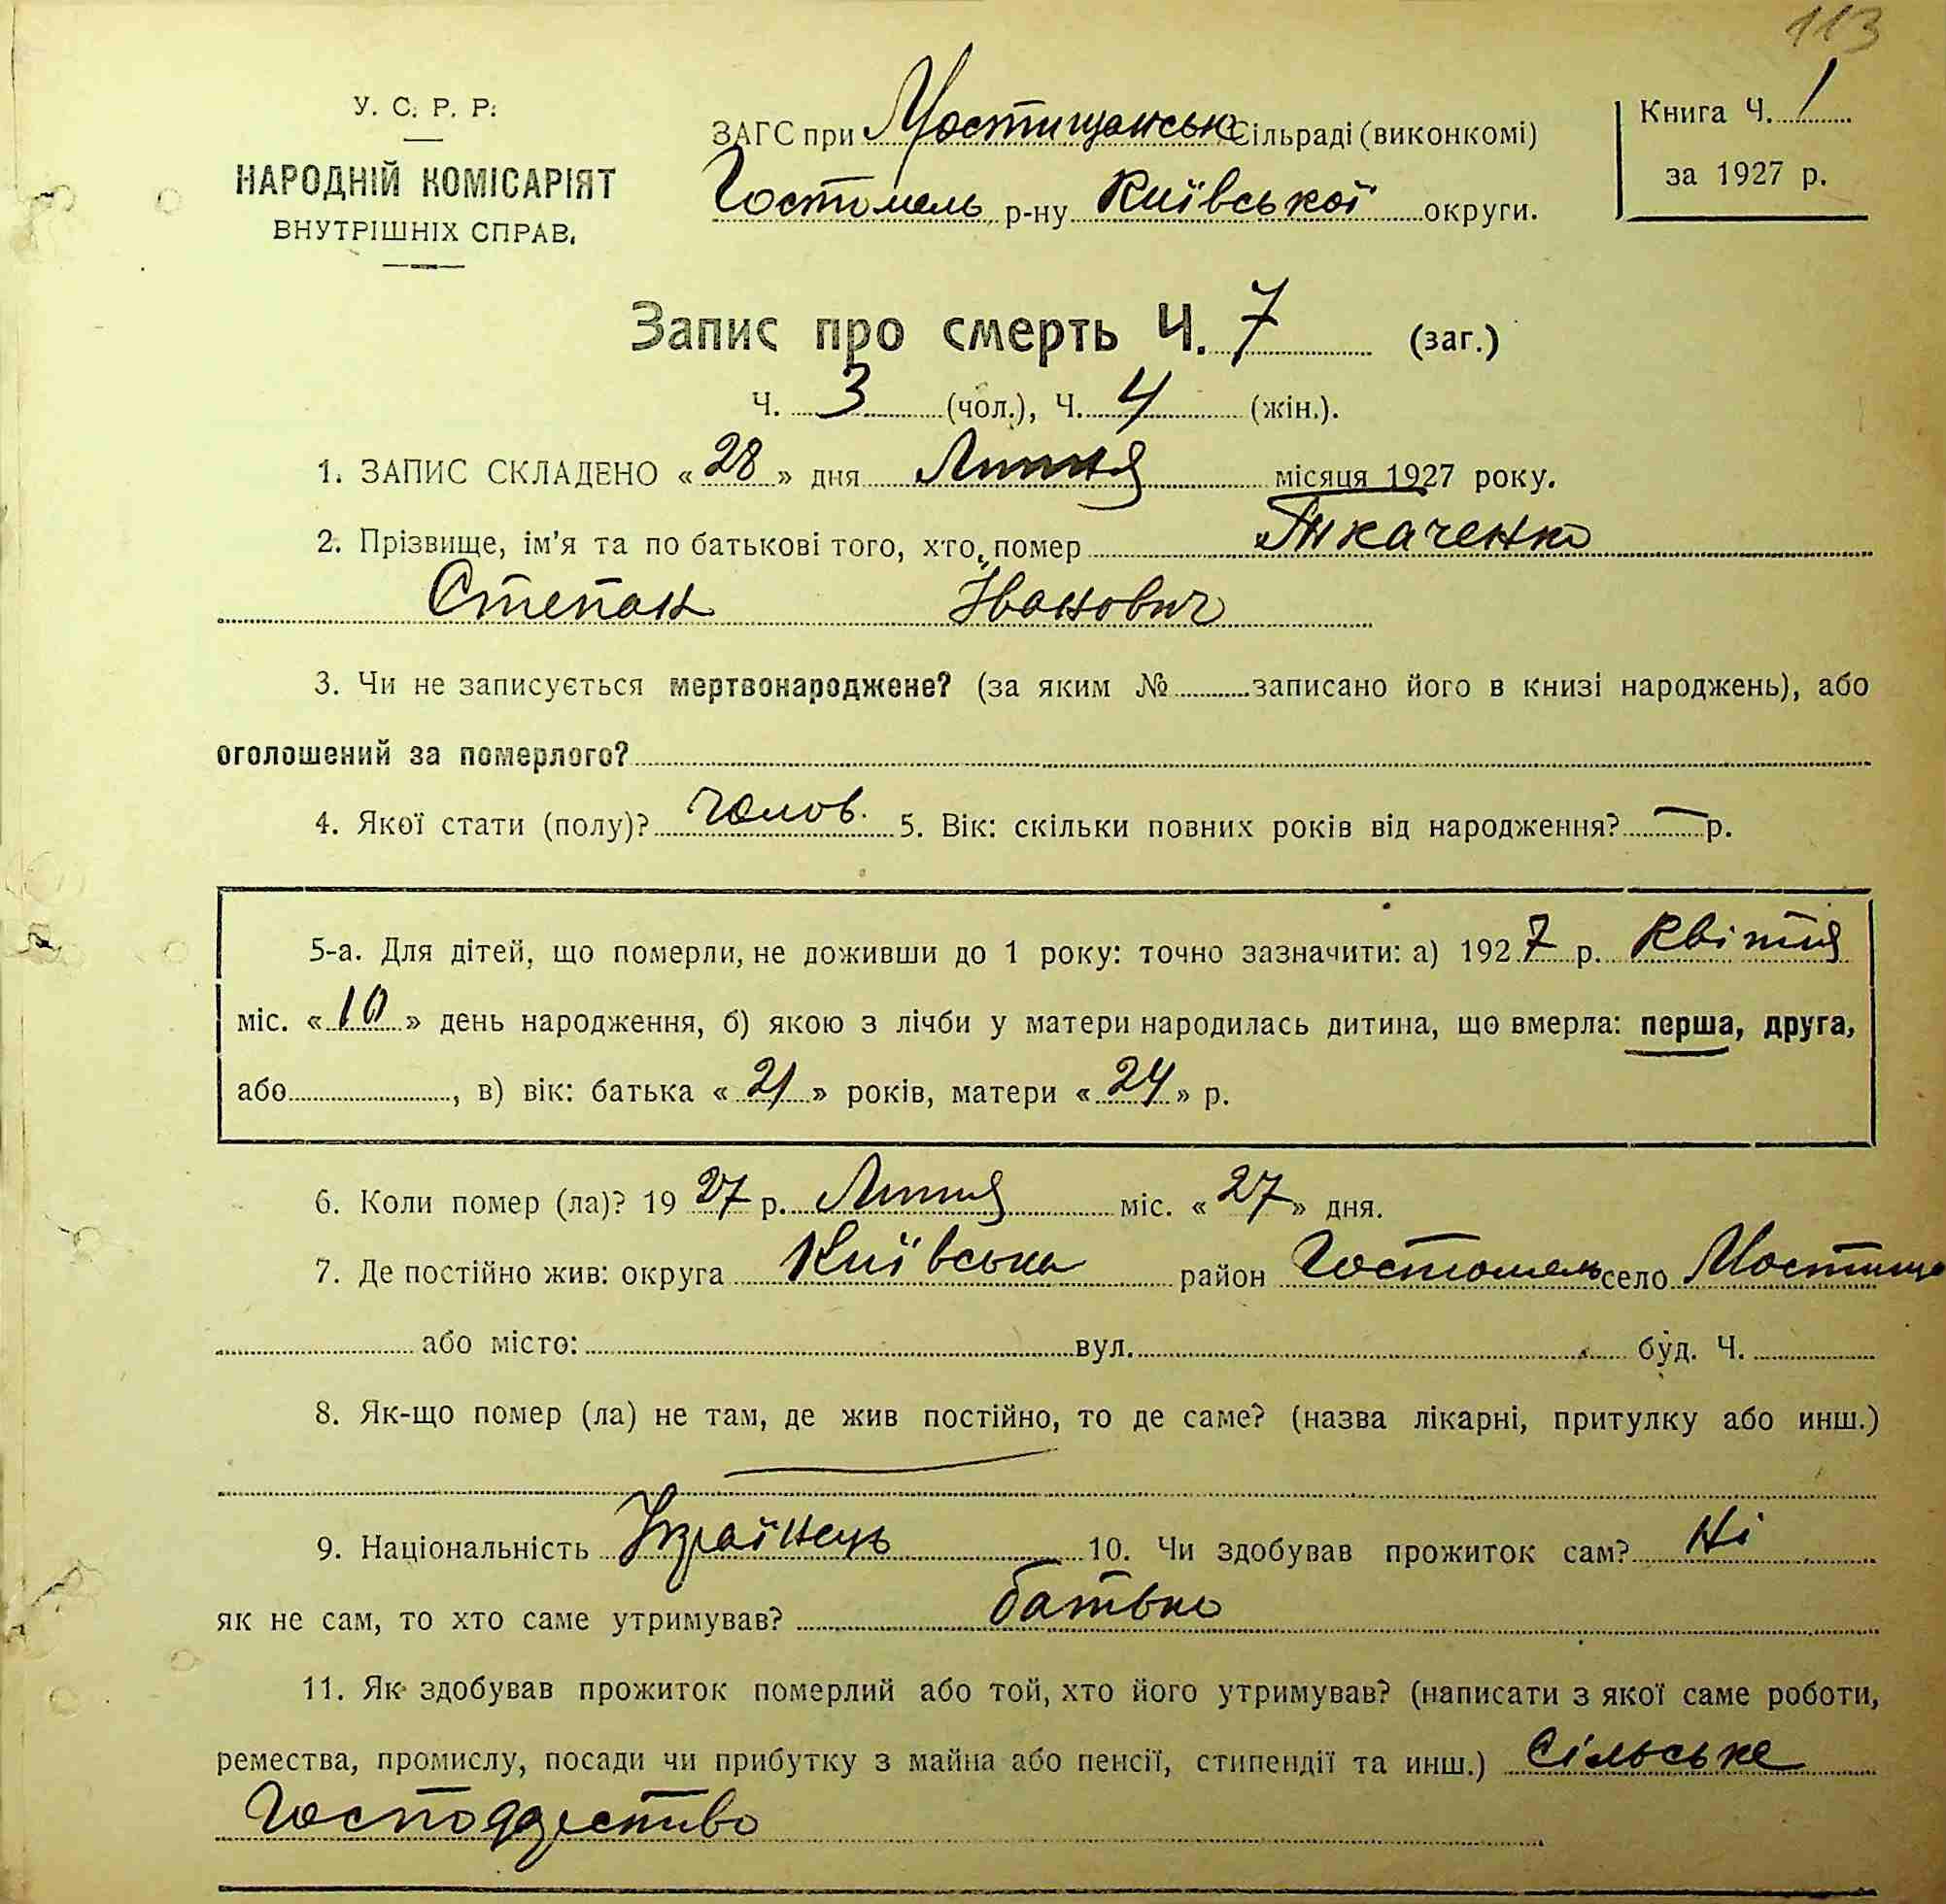 113
У. С. Р. Р.
НАРОДНІЙ КОМІСАРІЯТ
ВНУТРІШНІХ СПРАВ.
ЗАГС при Мостищанськ Сільраді (виконкомі)
Гостомель р-ну Київської округи.
Книга Ч. 1
за 1927 р.
Запис про смерть Ч. 7 (заг.)
Ч. 3 (чол.), Ч. 4 (жін.).
1. ЗАПИС СКЛАДЕНО « 28 » дня Липня місяця 1927 року.
2. Прізвище, ім'я та по батькові того, хто помер Ткаченко
Степан Іванович
3. Чи не записується мертвонароджене? (за яким № записано його в книзі народжень), або
оголошений за померлого?
4. Якої стати (полу)? Чолов. 5. Вік: скільки повних років від народження? — р.
5-а. Для дітей, що померли, не доживши до 1 року: точно зазначити: а) 1927 р. Квітня
міс. « 10 » день народження, б) якою з лічби у матери народилась дитина, що вмерла: перша, друга,
або , в) вік: батька « 21 » років, матери « 24 » р.
6. Коли помер (ла)? 1927 р. Липня міс. « 27 » дня.
7. Де постійно жив: округа Київська район Гостомель село Мостище
або місто: вул. буд. Ч.
8. Як-що помер (ла) не там, де жив постійно, то де саме? (назва лікарні, притулку або инш.)
9. Національність Українець 10. Чи здобував прожиток сам? Ні
як не сам, то хто саме утримував? батько
11. Як здобував прожиток померлий або той, хто його утримував? (написати з якої саме роботи,
ремества, промислу, посади чи прибутку з майна або пенсії, стипендії та инш.) Сільське
Господарство